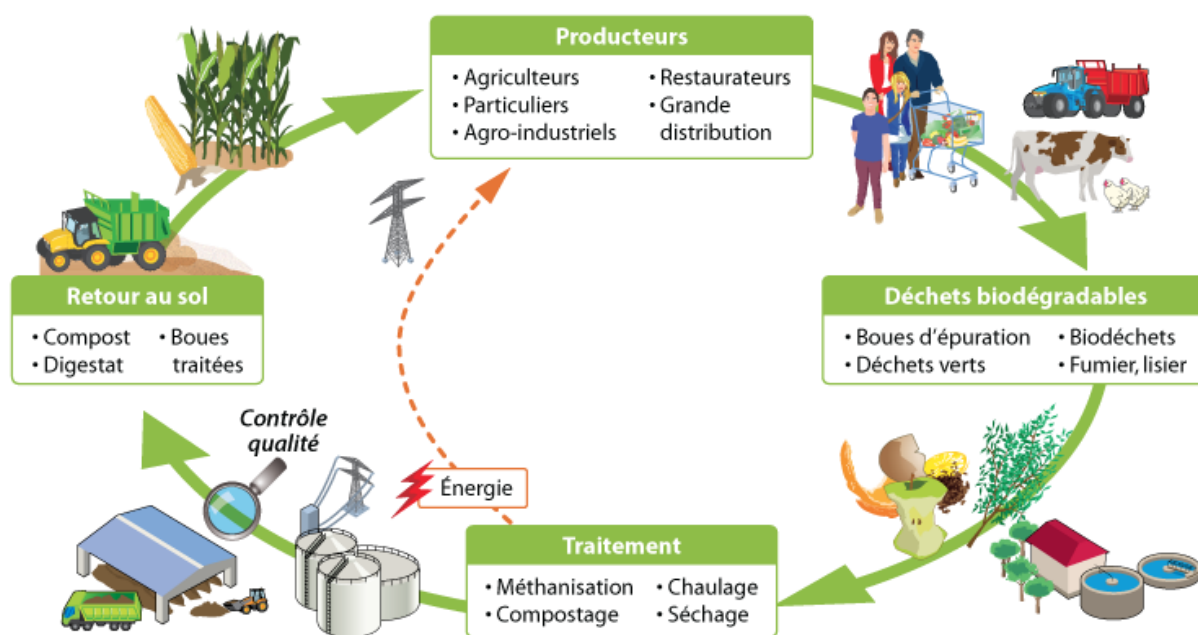 Producteurs
• Agriculteurs
• Particuliers
• Agro-industriels
• Restaurateurs
• Grande
distribution
Déchets biodégradables
• Boues d'épuration
• Déchets verts
• Biodéchets
• Fumier, lisier
Traitement
• Méthanisation
• Compostage
• Chaulage
• Séchage
Énergie
Contrôle
qualité
Retour au sol
• Compost
• Digestat
• Boues
traitées